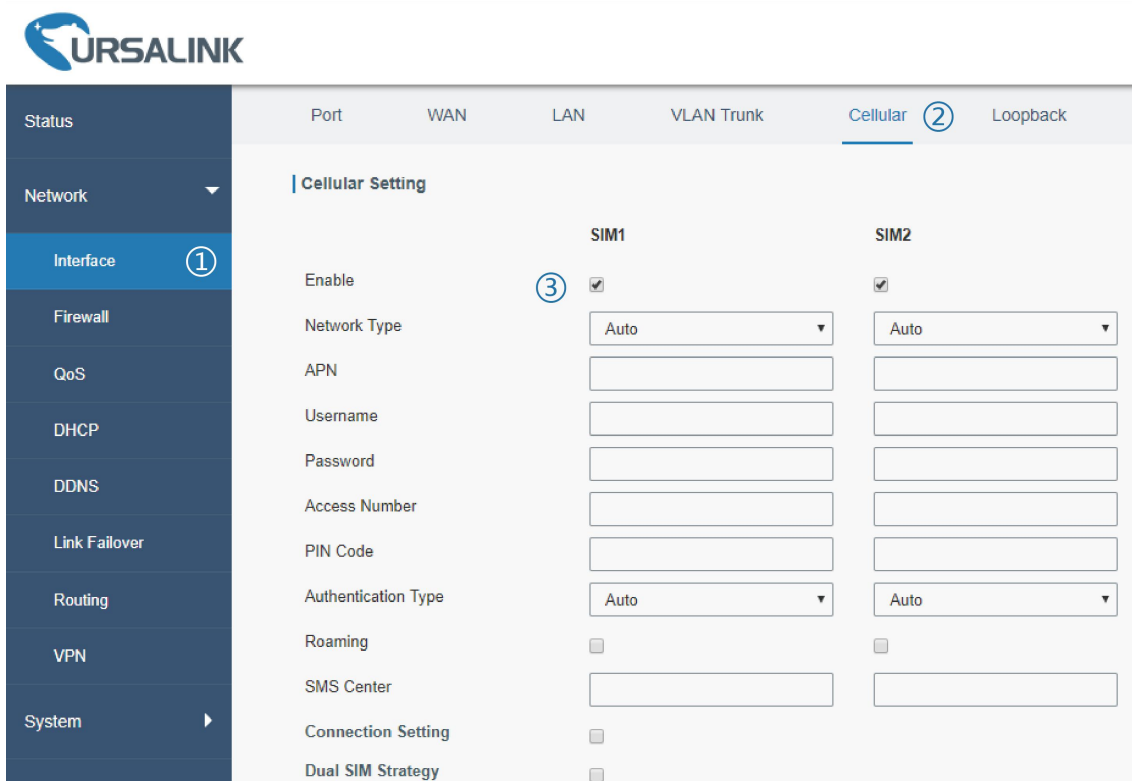 URSALINK
Status Port WAN LAN VLAN Trunk Cellular ② Loopback
Network
Cellular Setting
SIM1 SIM2
Interface ①
Enable ③
Firewall
Network Type Auto Auto
QoS
APN
Username
DHCP
Password
DDNS
Access Number
Link Failover
PIN Code
Routing
Authentication Type Auto Auto
Roaming
VPN
SMS Center
System
Connection Setting
Dual SIM Strategy